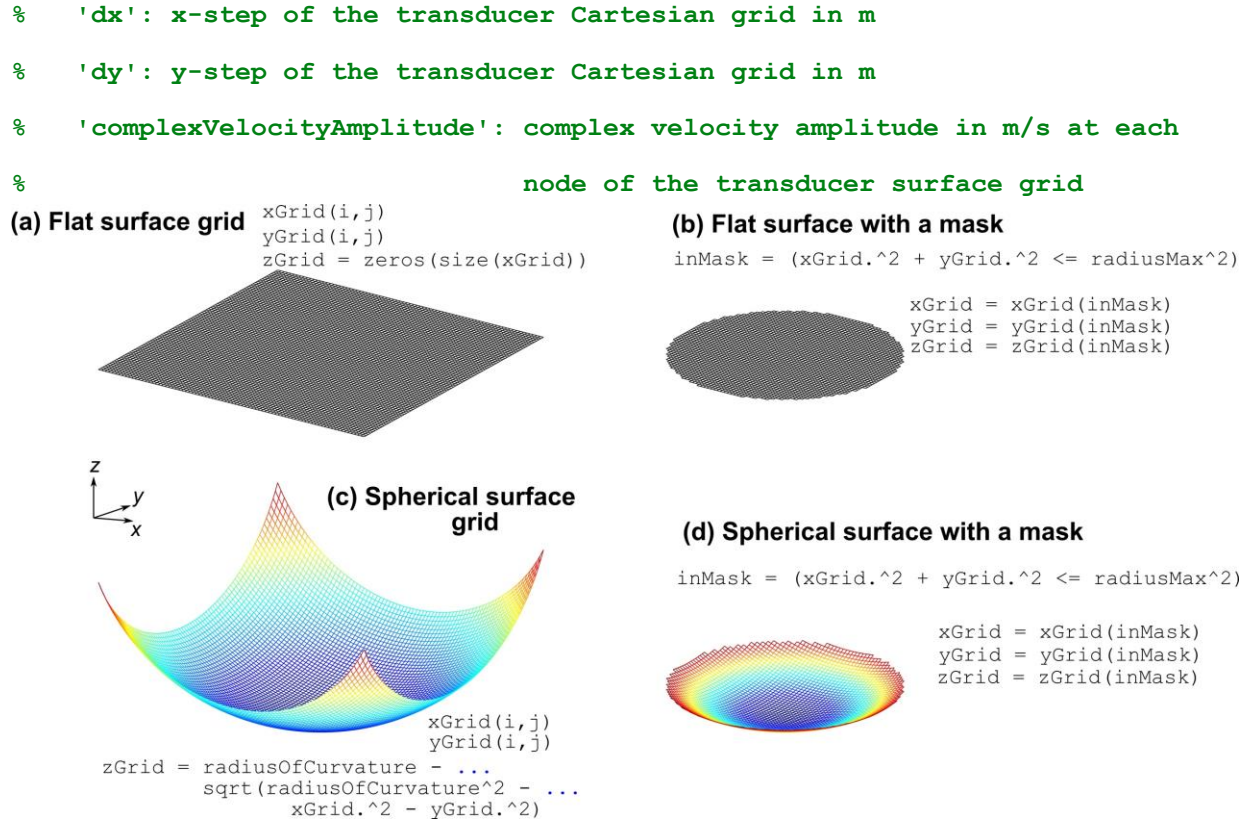 % 'dx': x-step of the transducer Cartesian grid in m
% 'dy': y-step of the transducer Cartesian grid in m
% 'complexVelocityAmplitude': complex velocity amplitude in m/s at each
% node of the transducer surface grid
(a) Flat surface grid
xGrid(i,j)
yGrid(i,j)
zGrid = zeros(size(xGrid))
(b) Flat surface with a mask
inMask = (xGrid.^2 + yGrid.^2 <= radiusMax^2)
xGrid = xGrid(inMask)
yGrid = yGrid(inMask)
zGrid = zGrid(inMask)
z
y
x
(c) Spherical surface
grid
xGrid(i,j)
yGrid(i,j)
zGrid = radiusOfCurvature - ...
sqrt(radiusOfCurvature^2 - ...
xGrid.^2 - yGrid.^2)
(d) Spherical surface with a mask
inMask = (xGrid.^2 + yGrid.^2 <= radiusMax^2)
xGrid = xGrid(inMask)
yGrid = yGrid(inMask)
zGrid = zGrid(inMask)